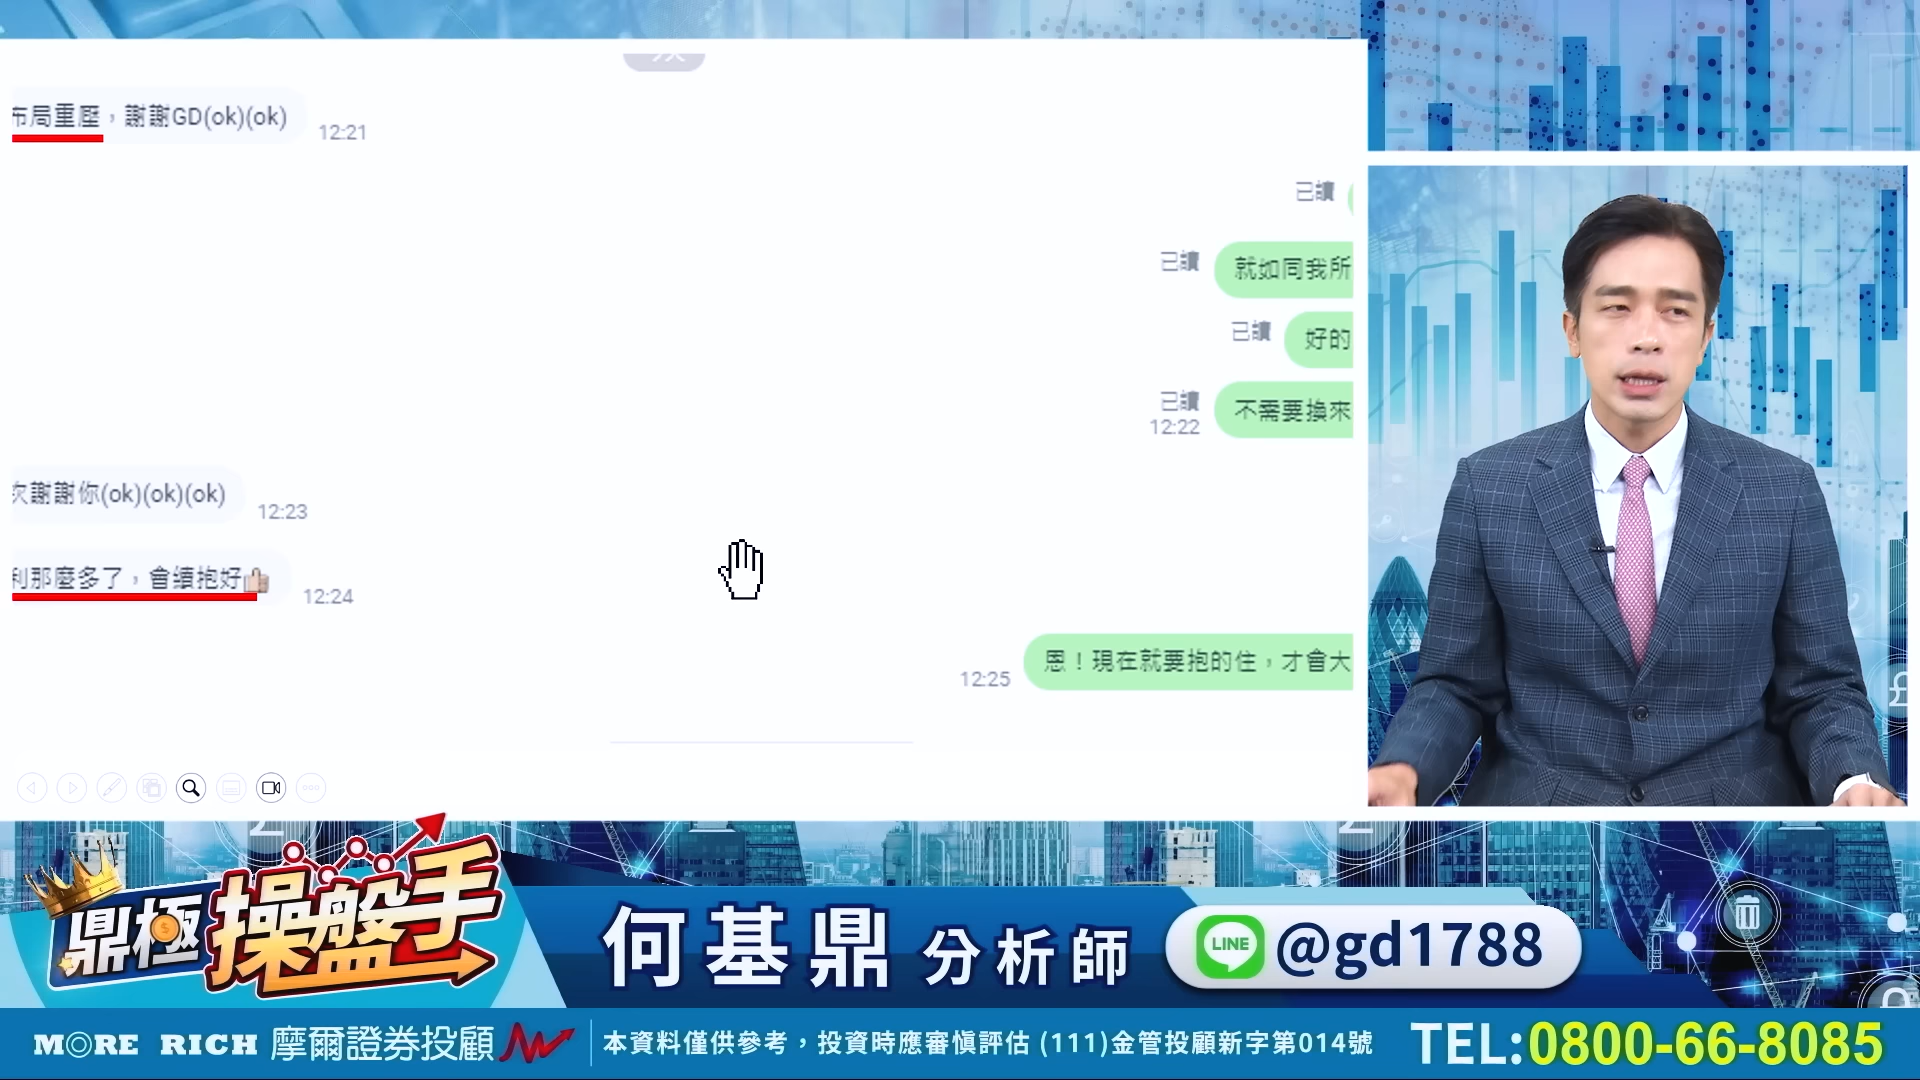 布局重壓，謝謝GD(ok)(ok)
12:21
已讀
已讀
就如同我所
已讀
好的
已讀
12:22
不需要換來
次謝謝你(ok)(ok)(ok)
12:23
利那麼多了，會續抱好👍
12:24
12:25
恩！現在就要抱的住，才會大
鼎極操盤手
何基鼎 分析師
LINE
@gd1788
MORE RICH 摩爾證券投顧
本資料僅供參考，投資時應審慎評估 (111)金管投顧新字第014號
TEL:0800-66-8085